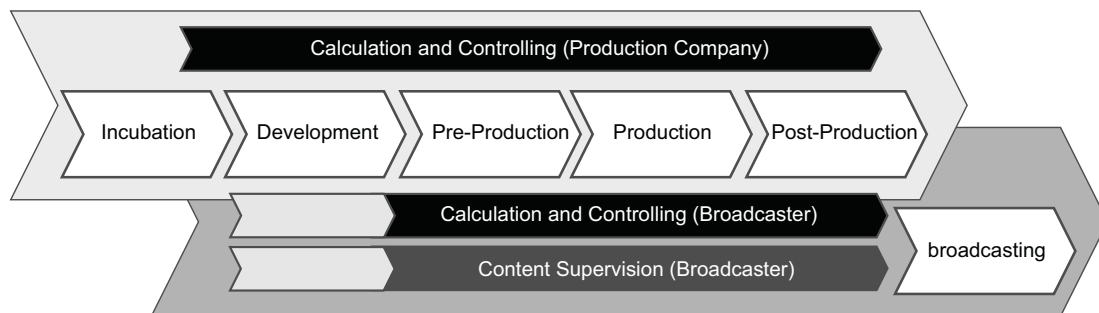 Calculation and Controlling (Production Company)
Incubation
Development
Pre-Production
Production
Post-Production
Calculation and Controlling (Broadcaster)
Content Supervision (Broadcaster)
broadcasting